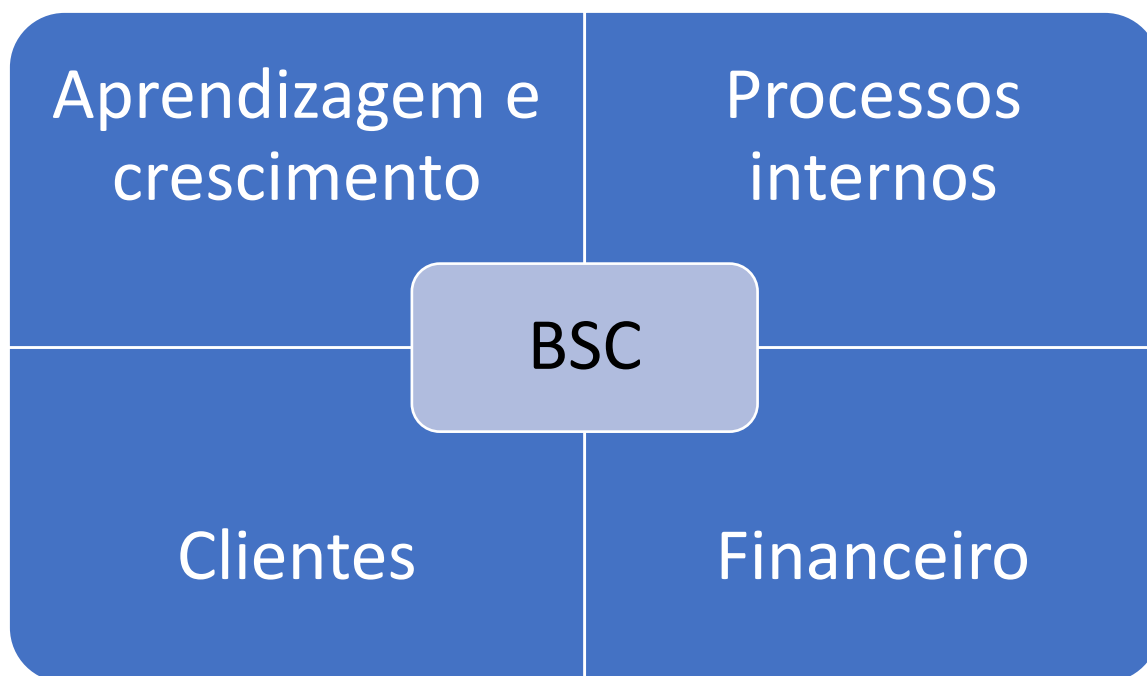 Aprendizagem e
crescimento
Processos
internos
BSC
Clientes
Financeiro